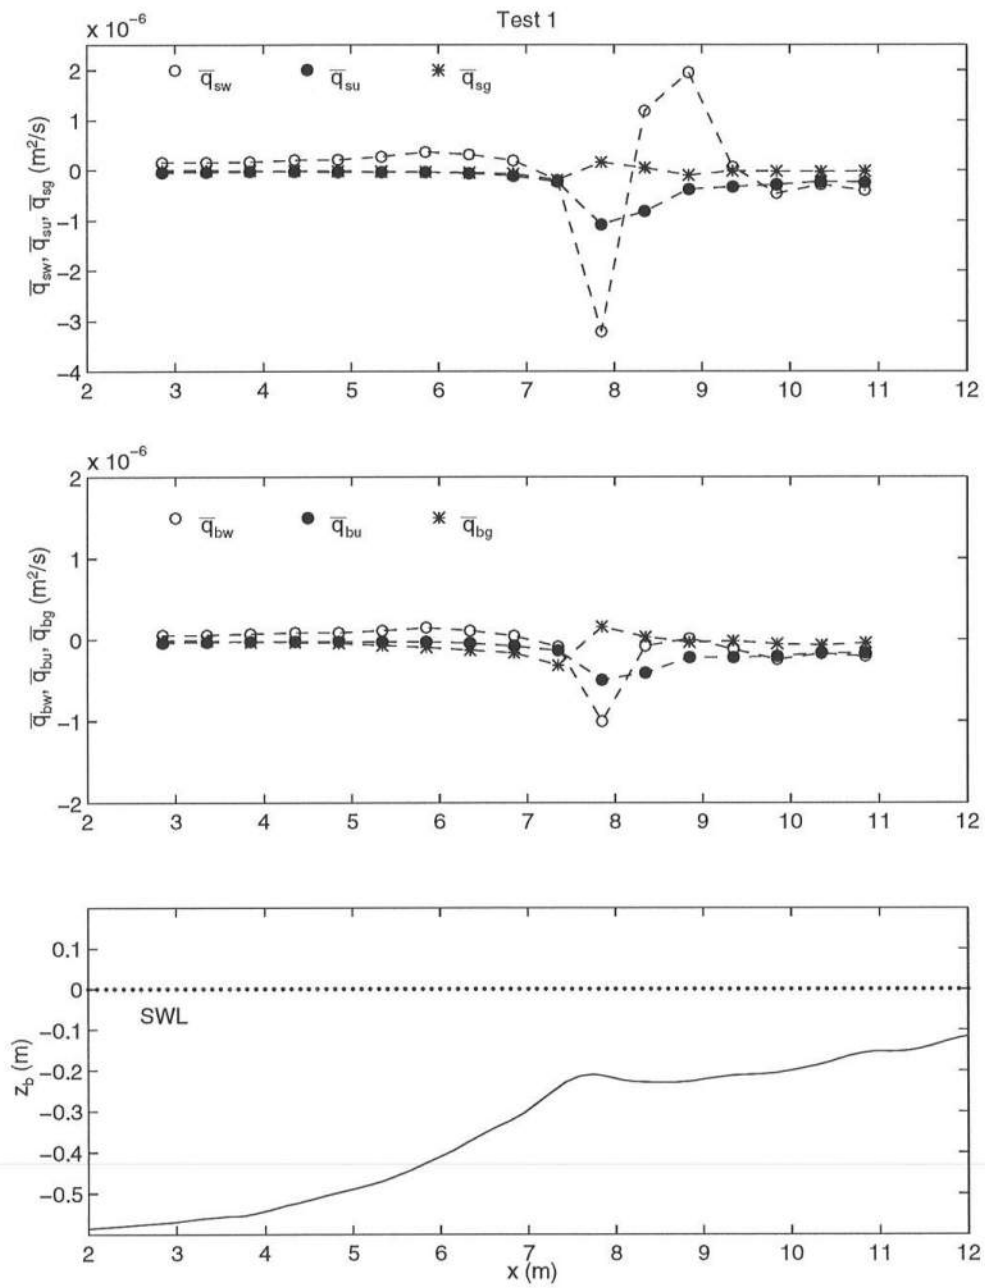 Test 1
x 10⁻⁶
q̅sw q̅su q̅sg
q̅sw, q̅su, q̅sg (m²/s)
2
1
0
−1
−2
−3
−4
2 3 4 5 6 7 8 9 10 11 12
x 10⁻⁶
q̅bw q̅bu q̅bg
q̅bw, q̅bu, q̅bg (m²/s)
2
1
0
−1
−2
2 3 4 5 6 7 8 9 10 11 12
zb (m)
0.1
0
SWL
−0.1
−0.2
−0.3
−0.4
−0.5
2 3 4 5 6 7 8 9 10 11 12
x (m)